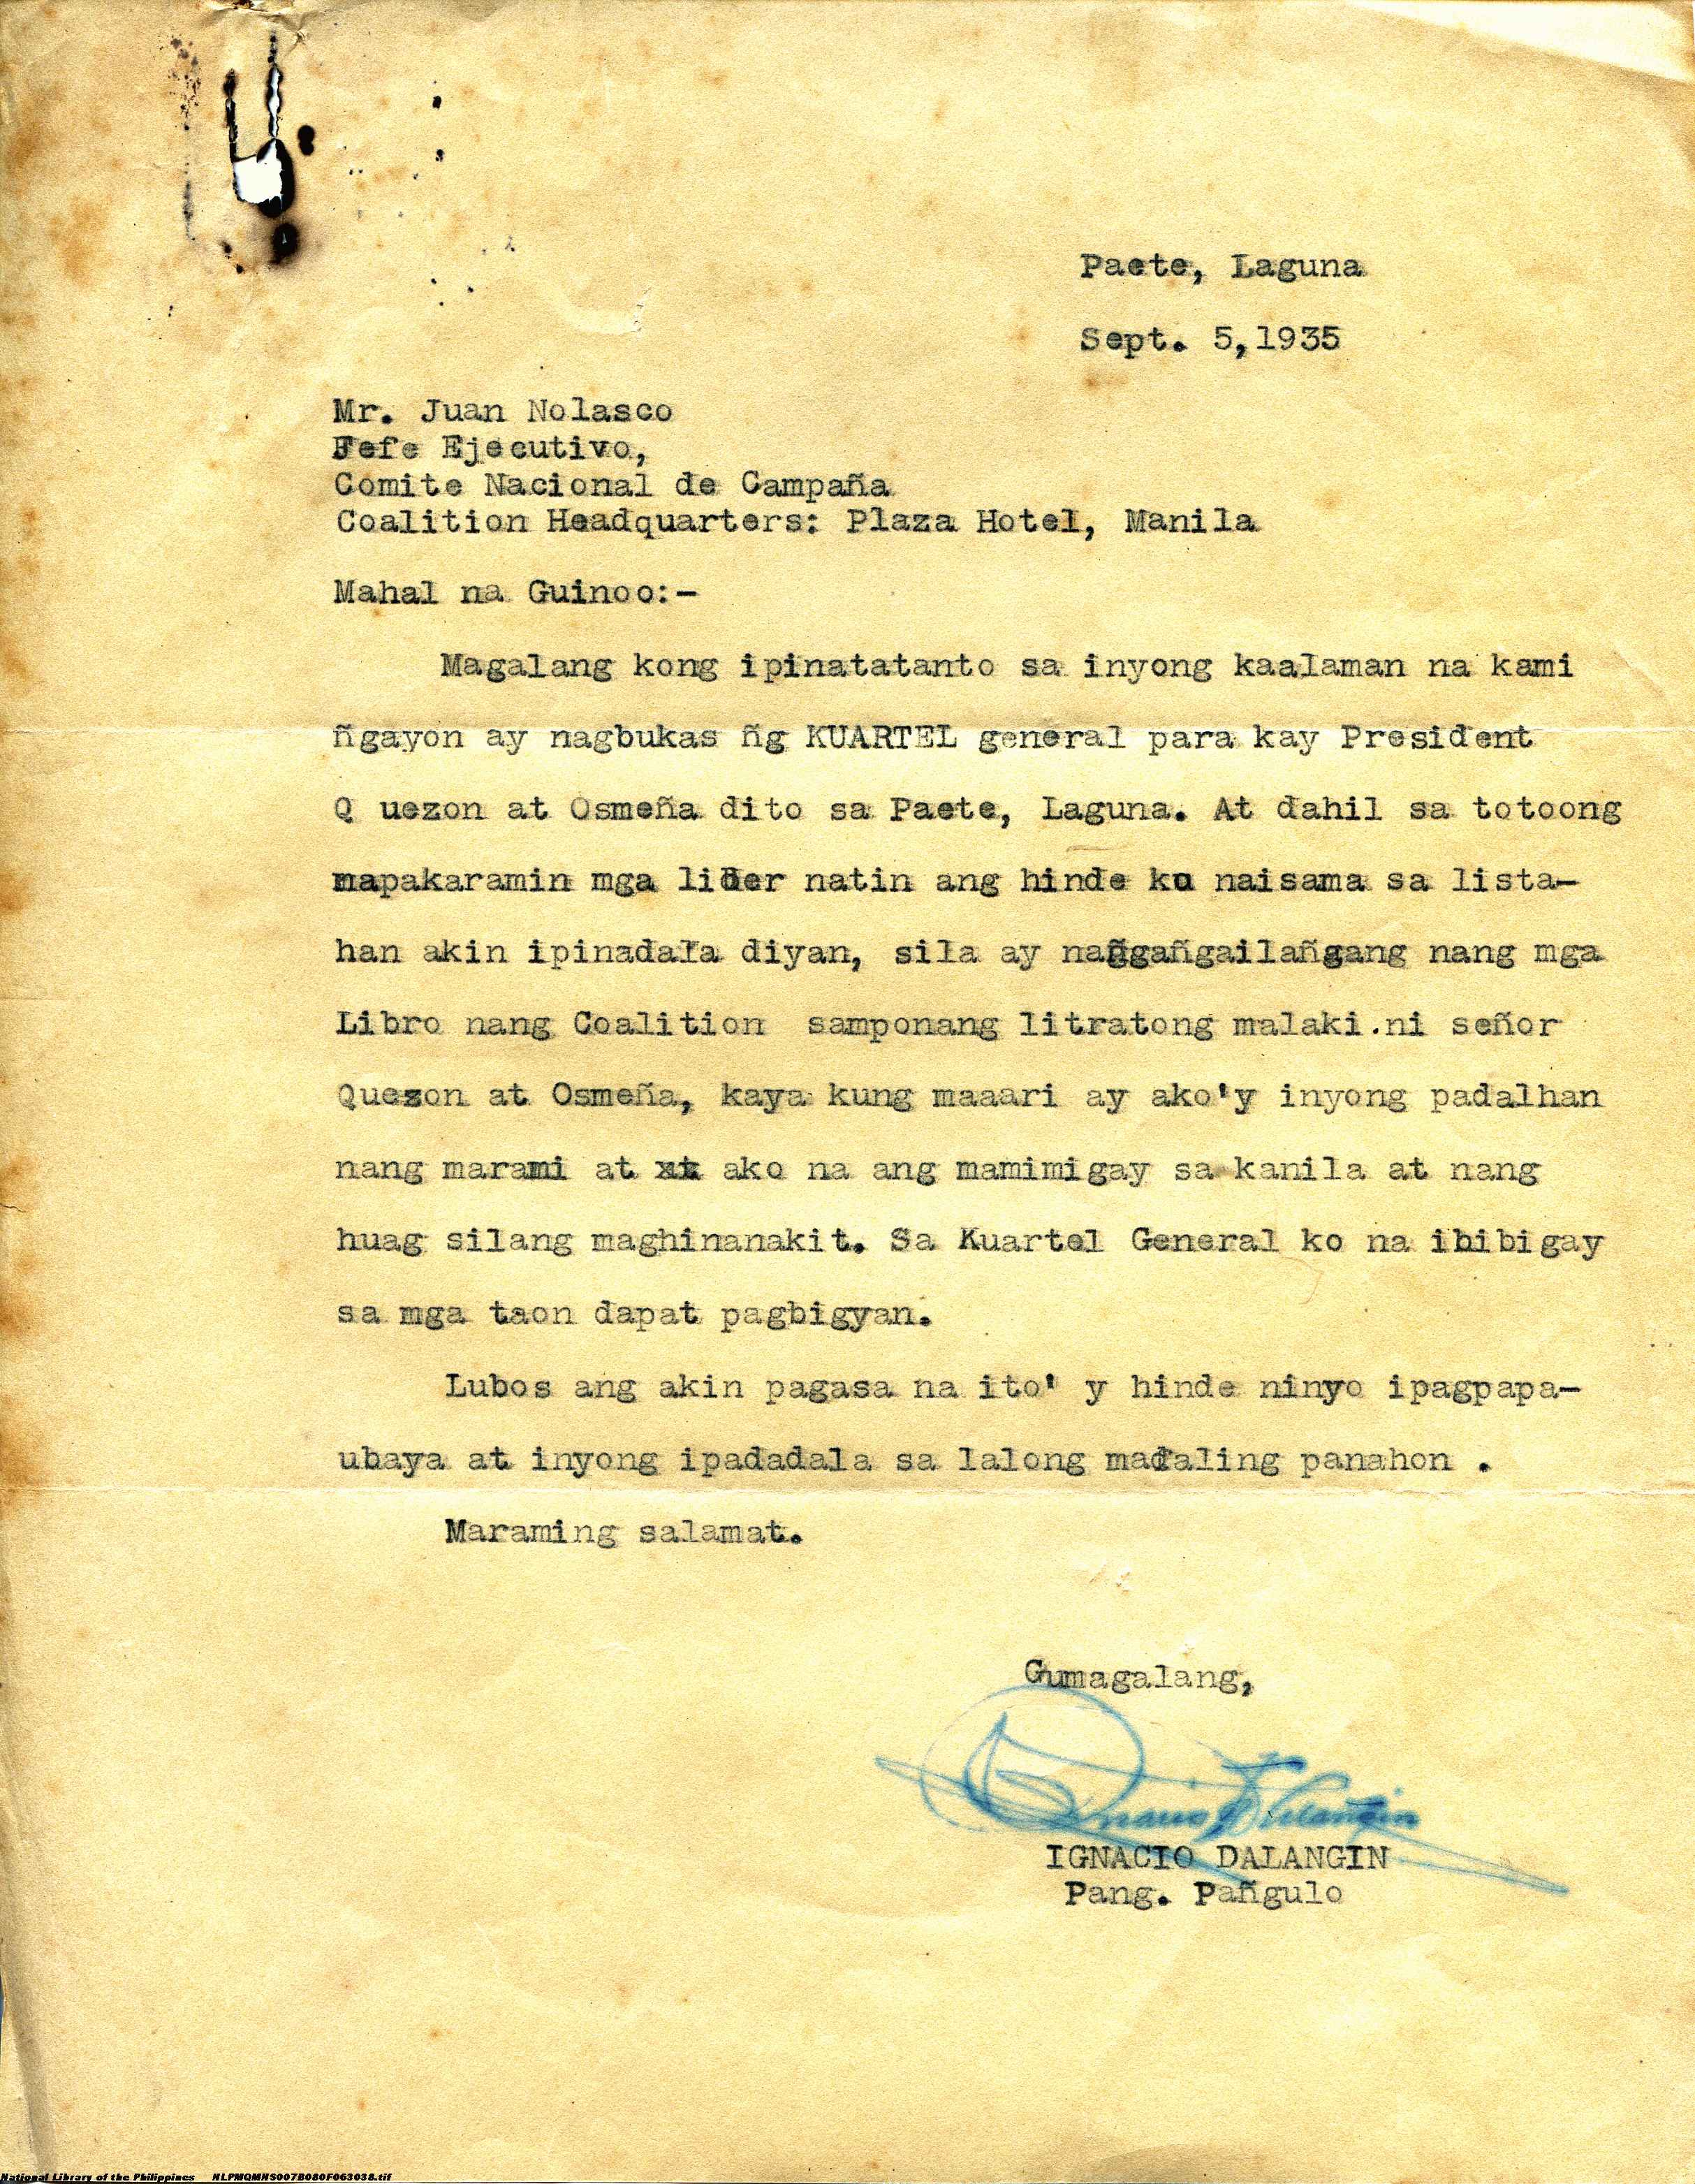 Paete, Laguna
Sept. 5,1935
Mr. Juan Nolasco
Fefe Ejecutivo,
Comite Nacional de Campaña
Coalition Headquarters: Plaza Hotel, Manila
Mahal na Guinoo:-
Magalang kong ipinatatanto sa inyong kaalaman na kami
ñgayon ay nagbukas ñg KUARTEL general para kay President
Q uezon at Osmeña dito sa Paete, Laguna. At dahil sa totoong
napakaramin mga lider natin ang hinde ko naisama sa lista-
han akin ipinadala diyan, sila ay nañgañgailañgang nang mga
Libro nang Coalition samponang litratong malaki.ni señor
Quezon at Osmeña, kaya kung maaari ay ako'y inyong padalhan
nang marami at xt ako na ang mamimigay sa kanila at nang
huag silang maghinanakit. Sa Kuartel General ko na ibibigay
sa mga taon dapat pagbigyan.
Lubos ang akin pagasa na ito' y hinde ninyo ipagpapa-
ubaya at inyong ipadadala sa lalong madaling panahon .
Maraming salamat.
Gumagalang,
Ignacio Dalañgin
IGNACIO DALANGIN
Pang. Pañgulo
National Library of the Philippines NLPMQMNS007B080F063038.tif